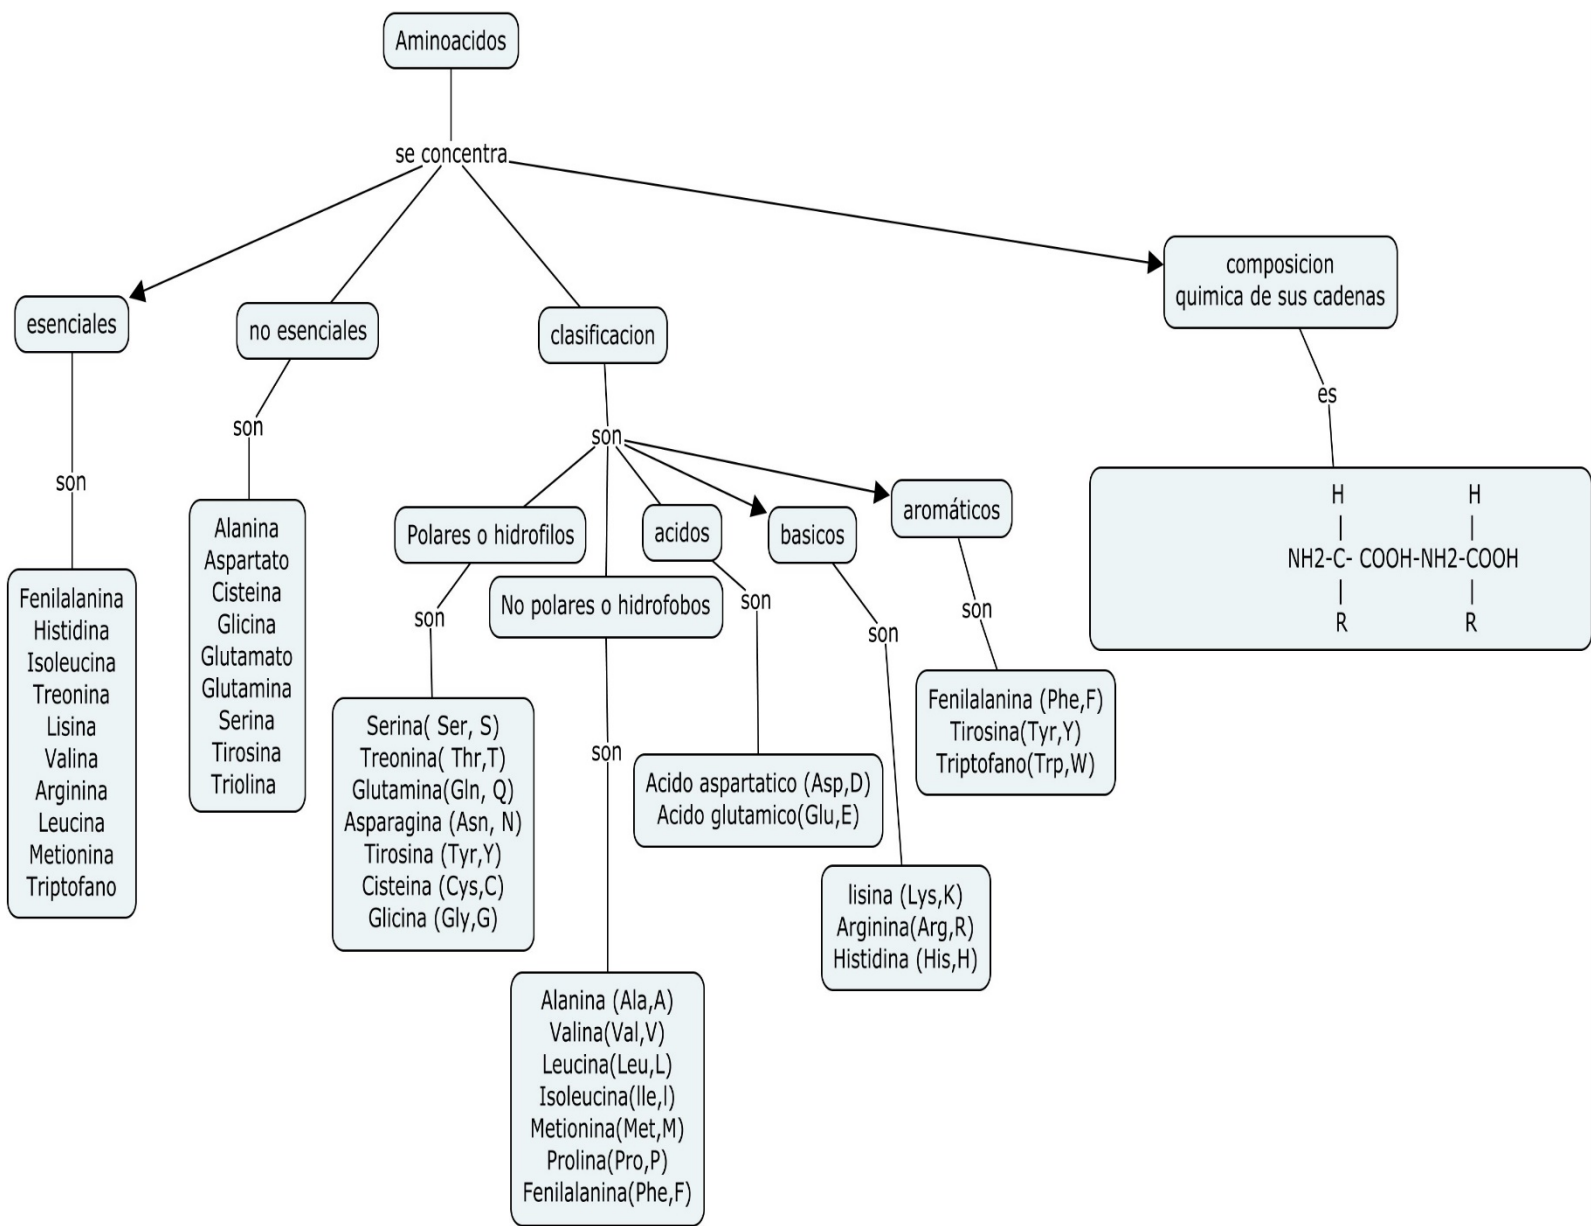 Aminoacidos
se concentra
esenciales
son
Fenilalanina
Histidina
Isoleucina
Treonina
Lisina
Valina
Arginina
Leucina
Metionina
Triptofano
no esenciales
son
Alanina
Aspartato
Cisteina
Glicina
Glutamato
Glutamina
Serina
Tirosina
Triolina
clasificacion
son
Polares o hidrofilos
son
Serina( Ser, S)
Treonina( Thr,T)
Glutamina(Gln, Q)
Asparagina (Asn, N)
Tirosina (Tyr,Y)
Cisteina (Cys,C)
Glicina (Gly,G)
No polares o hidrofobos
son
Alanina (Ala,A)
Valina(Val,V)
Leucina(Leu,L)
Isoleucina(lle,l)
Metionina(Met,M)
Prolina(Pro,P)
Fenilalanina(Phe,F)
acidos
son
Acido aspartatico (Asp,D)
Acido glutamico(Glu,E)
basicos
son
lisina (Lys,K)
Arginina(Arg,R)
Histidina (His,H)
aromáticos
son
Fenilalanina (Phe,F)
Tirosina(Tyr,Y)
Triptofano(Trp,W)
composicion
quimica de sus cadenas
es
H H
| |
NH2-C- COOH-NH2-COOH
| |
R R